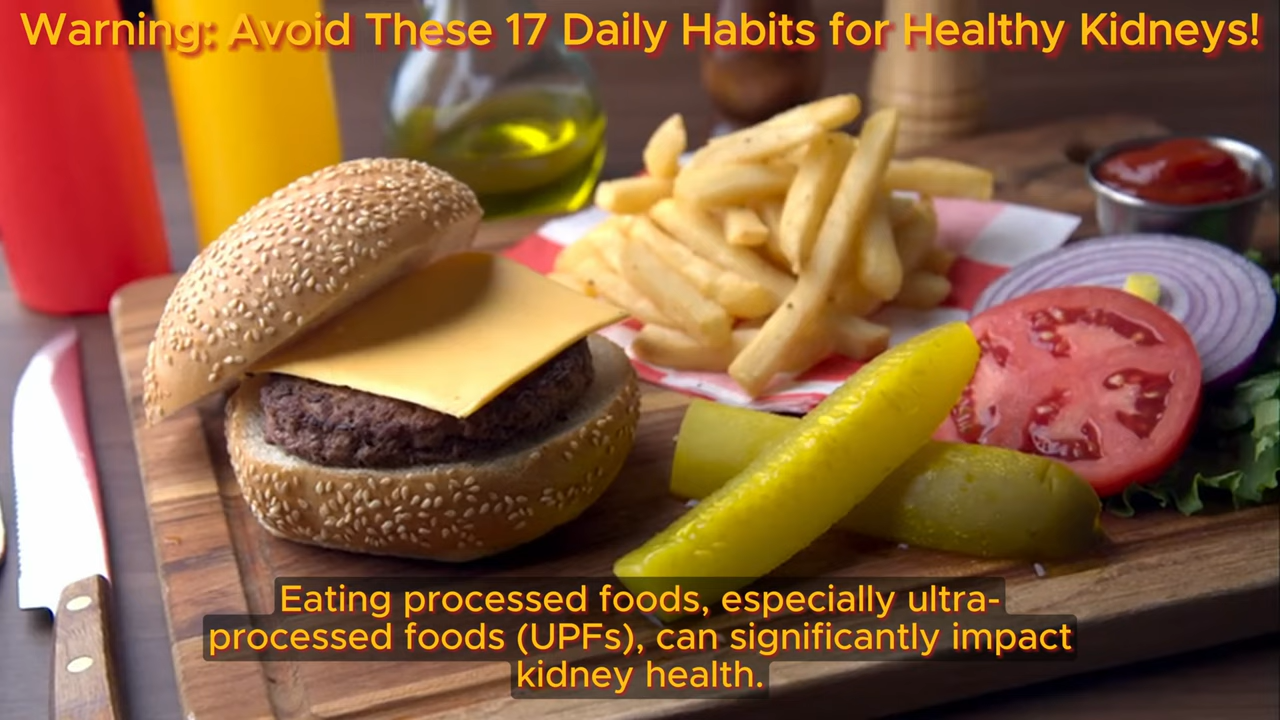 Warning: Avoid These 17 Daily Habits for Healthy Kidneys!
Eating processed foods, especially ultra-
processed foods (UPFs), can significantly impact
kidney health.